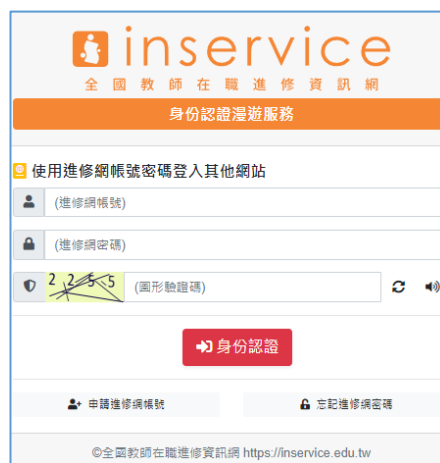 inservice
全國教師在職進修資訊網
身份認證漫遊服務
使用進修網帳號密碼登入其他網站
(進修網帳號)
(進修網密碼)
2 2 5 5 (圖形驗證碼)
身份認證
申請進修網帳號 忘記進修網密碼
©全國教師在職進修資訊網 https://inservice.edu.tw